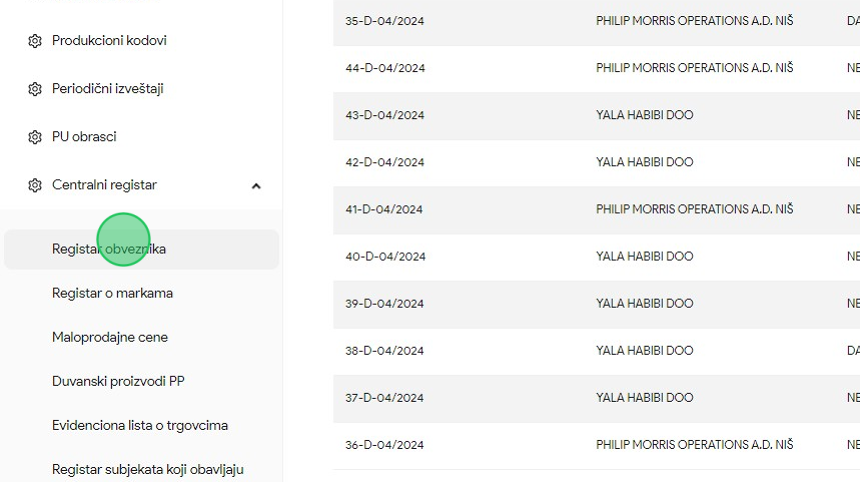 Produkcioni kodovi
Periodični izveštaji
PU obrasci
Centralni registar
Registar obveznika
Registar o markama
Maloprodajne cene
Duvanski proizvodi PP
Evidenciona lista o trgovcima
Registar subjekata koji obavljaju
35-D-04/2024 PHILIP MORRIS OPERATIONS A.D. NIŠ DA
44-D-04/2024 PHILIP MORRIS OPERATIONS A.D. NIŠ NE
43-D-04/2024 YALA HABIBI DOO NE
42-D-04/2024 YALA HABIBI DOO NE
41-D-04/2024 PHILIP MORRIS OPERATIONS A.D. NIŠ NE
40-D-04/2024 YALA HABIBI DOO NE
39-D-04/2024 YALA HABIBI DOO NE
38-D-04/2024 YALA HABIBI DOO DA
37-D-04/2024 YALA HABIBI DOO NE
36-D-04/2024 PHILIP MORRIS OPERATIONS A.D. NIŠ NE